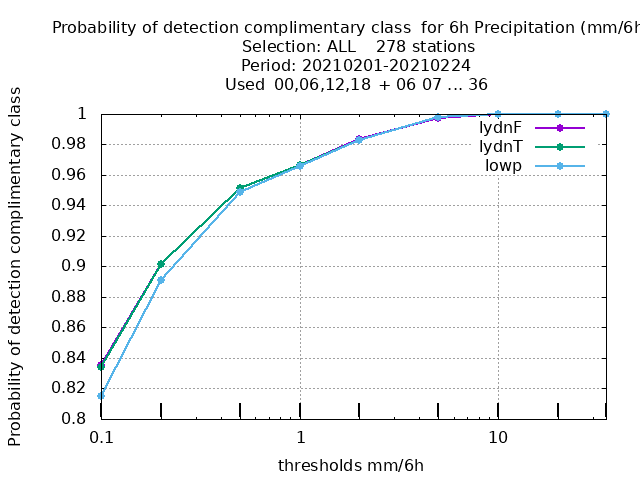 Probability of detection complimentary class for 6h Precipitation (mm/6h
Selection: ALL 278 stations
Period: 20210201-20210224
Used 00,06,12,18 + 06 07 ... 36
Probability of detection complimentary class
1
0.98
0.96
0.94
0.92
0.9
0.88
0.86
0.84
0.82
0.8
lydnF
lydnT
lowp
0.1
1
10
thresholds mm/6h